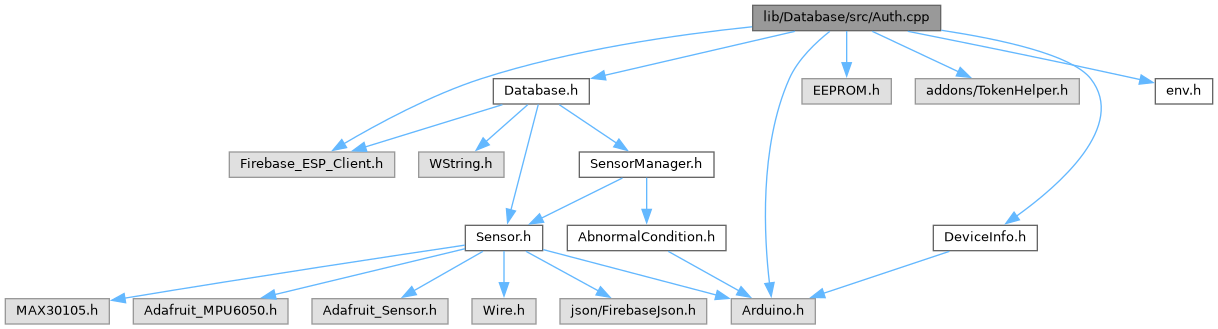 lib/Database/src/Auth.cpp
Database.h
EEPROM.h
addons/TokenHelper.h
env.h
Firebase_ESP_Client.h
WString.h
SensorManager.h
Sensor.h
AbnormalCondition.h
DeviceInfo.h
MAX30105.h
Adafruit_MPU6050.h
Adafruit_Sensor.h
Wire.h
json/FirebaseJson.h
Arduino.h